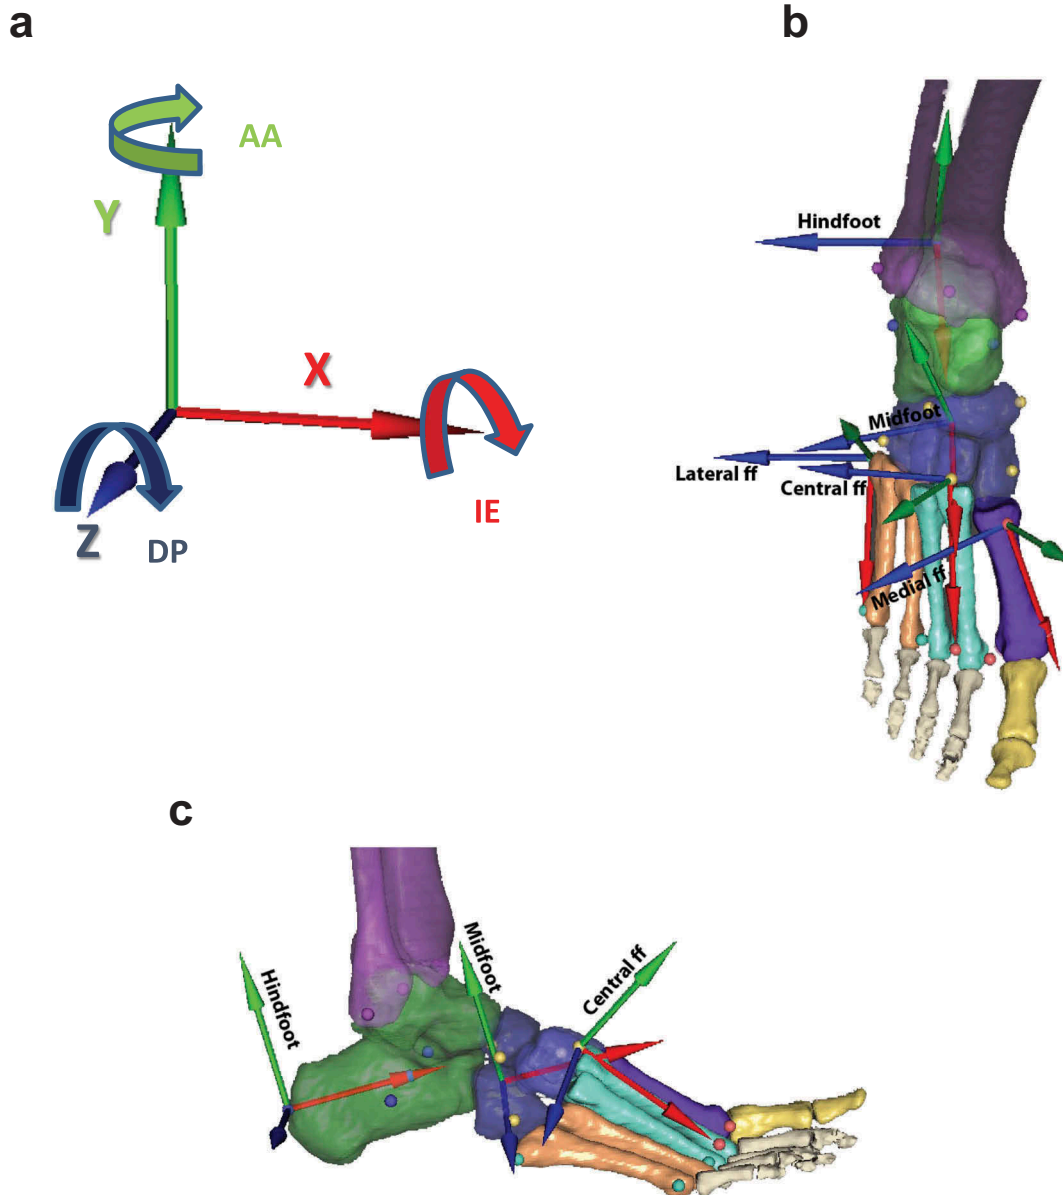 a
AA
Y
X
IE
Z
DP
b
Hindfoot
Midfoot
Lateral ff
Central ff
Medial ff
c
Hindfoot
Midfoot
Central ff